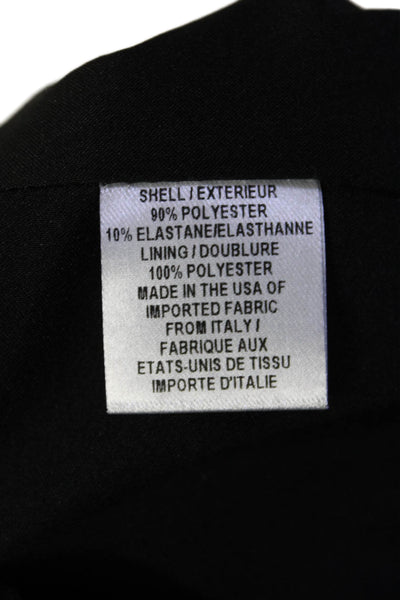 SHELL / EXTERIEUR
90% POLYESTER
10% ELASTANE/ELASTHANNE
LINING / DOUBLURE
100% POLYESTER
MADE IN THE USA OF
IMPORTED FABRIC
FROM ITALY /
FABRIQUE AUX
ETATS-UNIS DE TISSU
IMPORTE D'ITALIE